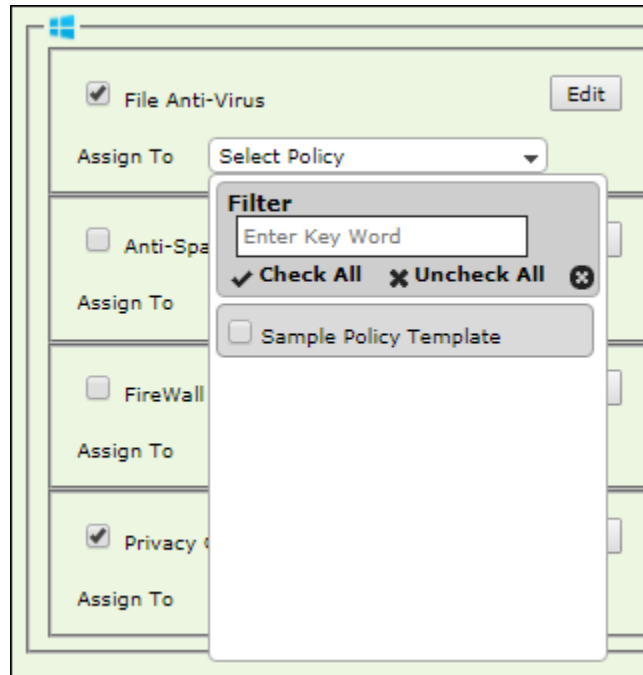 File Anti-Virus Edit
Assign To Select Policy
Filter
Enter Key Word
Check All Uncheck All
Anti-Spa
Assign To
Sample Policy Template
FireWall
Assign To
Privacy
Assign To